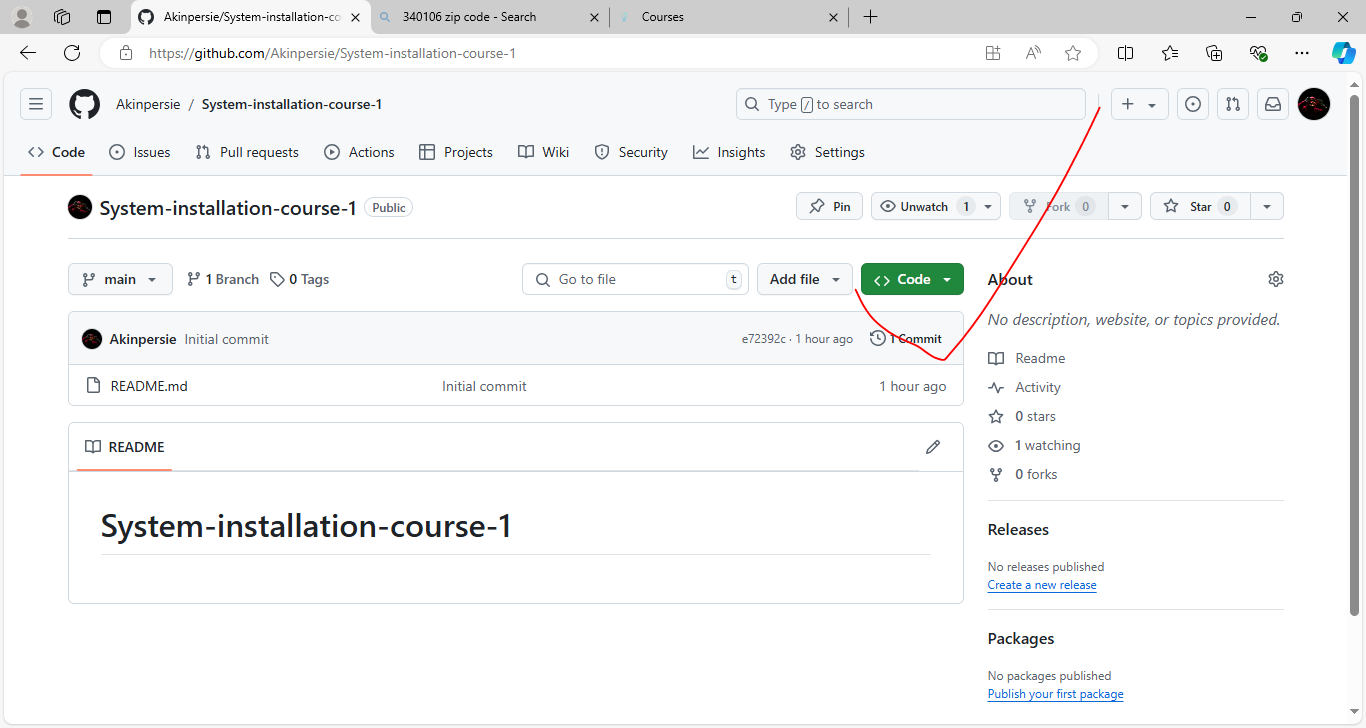 Akinpersie/System-installation-co
340106 zip code - Search
Courses
https://github.com/Akinpersie/System-installation-course-1
Akinpersie / System-installation-course-1
Type / to search
Code
Issues
Pull requests
Actions
Projects
Wiki
Security
Insights
Settings
System-installation-course-1 Public
Pin
Unwatch 1
Fork 0
Star 0
main
1 Branch
0 Tags
Go to file t
Add file
Code
About
No description, website, or topics provided.
Akinpersie Initial commit
e72392c · 1 hour ago
1 Commit
README.md
Initial commit
1 hour ago
Readme
Activity
0 stars
1 watching
0 forks
README
System-installation-course-1
Releases
No releases published
Create a new release
Packages
No packages published
Publish your first package